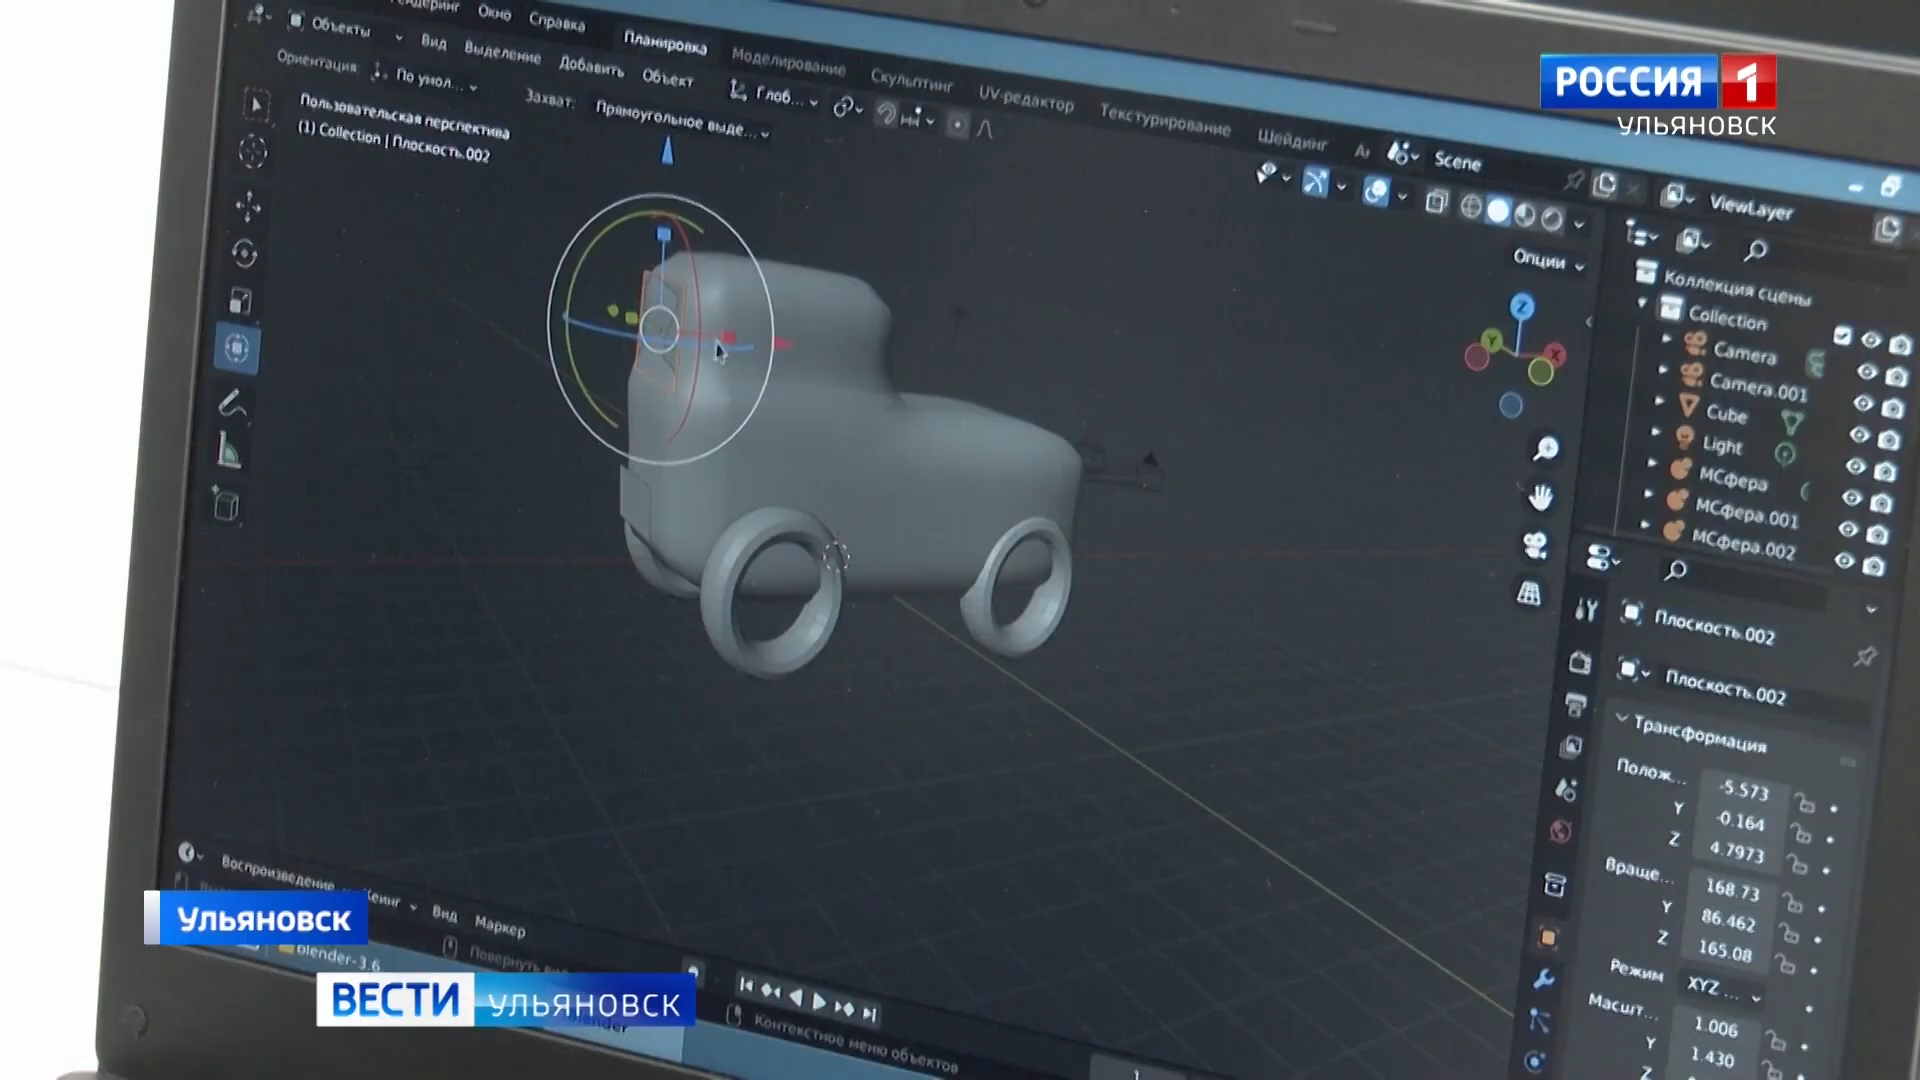 Окно Справка
Планировка Моделирование Скульптинг UV-редактор Текстурирование Шейдинг
Scene
ViewLayer
Объекты Вид Выделение Добавить Объект Глоб...
Ориентация: По умол... Захват: Прямоугольное выде...
Пользовательская перспектива
(1) Collection | Плоскость.002
РОССИЯ 1
УЛЬЯНОВСК
Опции
Z
Y
X
Коллекция сцены
Collection
Camera
Camera.001
Cube
Light
МСфера
МСфера.001
МСфера.002
Плоскость.002
Плоскость.002
Трансформация
Полож... -5.573
Y -0.164
Z 4.7973
Враще... 168.73
Y 86.462
Z 165.08
Режим XYZ ...
Масшт... 1.006
Y 1.430
Z
Воспроизведение Кеинг Вид Маркер
Ульяновск
blender-3.6
ВЕСТИ УЛЬЯНОВСК
Контекстное меню объектов
1